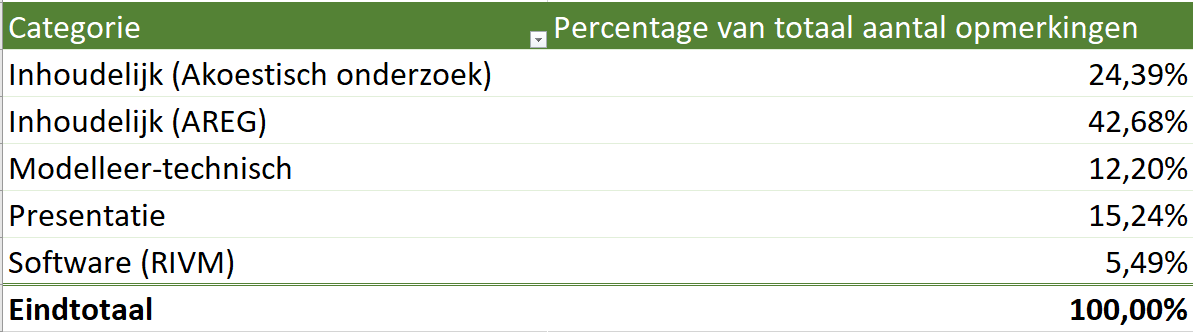 Categorie Percentage van totaal aantal opmerkingen
Inhoudelijk (Akoestisch onderzoek) 24,39%
Inhoudelijk (AREG) 42,68%
Modelleer-technisch 12,20%
Presentatie 15,24%
Software (RIVM) 5,49%
Eindtotaal 100,00%